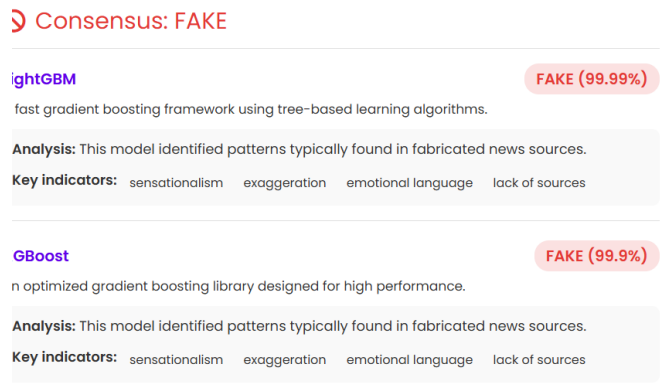 Consensus: FAKE
ightGBM FAKE (99.99%)
fast gradient boosting framework using tree-based learning algorithms.
Analysis: This model identified patterns typically found in fabricated news sources.
Key indicators: sensationalism exaggeration emotional language lack of sources
GBoost FAKE (99.9%)
n optimized gradient boosting library designed for high performance.
Analysis: This model identified patterns typically found in fabricated news sources.
Key indicators: sensationalism exaggeration emotional language lack of sources